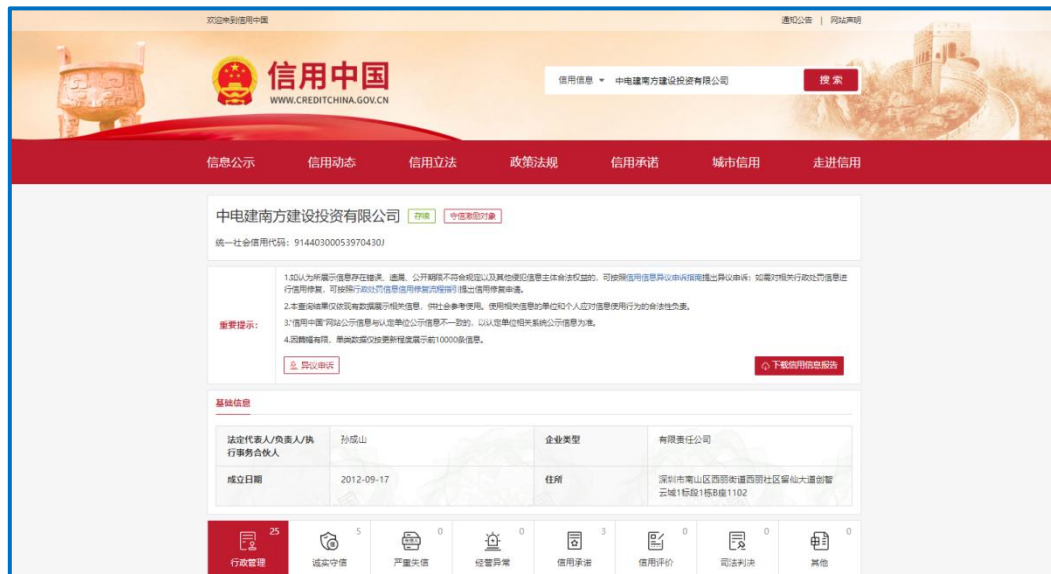 欢迎来到信用中国
通知公告 | 网站声明
信用中国
WWW.CREDITCHINA.GOV.CN
信用信息 中电建南方建设投资有限公司 搜索
信息公示 信用动态 信用立法 政策法规 信用承诺 城市信用 走进信用
中电建南方建设投资有限公司 存续 守信激励对象
统一社会信用代码：91440300053970430J
重要提示：
1.如认为所展示信息存在错误、遗漏、公开期限不符合规定以及其他侵犯信息主体合法权益的，可按照信用信息异议申诉指南提出异议申诉；如需对相关行政处罚信息进
行信用修复，可按照行政处罚信息信用修复流程指引提出信用修复申请。
2.本查询结果仅依现有数据展示相关信息，供社会参考使用。使用相关信息的单位和个人应对信息使用行为的合法性负责。
3.“信用中国”网站公示信息与认定单位公示信息不一致的，以认定单位相关系统公示信息为准。
4.因篇幅有限，单类数据仅按更新程度展示前10000条信息。
异议申诉
下载信用信息报告
基础信息
法定代表人/负责人/执
行事务合伙人
孙成山
企业类型
有限责任公司
成立日期
2012-09-17
住所
深圳市南山区西丽街道西丽社区留仙大道创智
云城1标段1栋B座1102
25 5 0 0 3 0 0 0
行政管理 诚实守信 严重失信 经营异常 信用承诺 信用评价 司法判决 其他